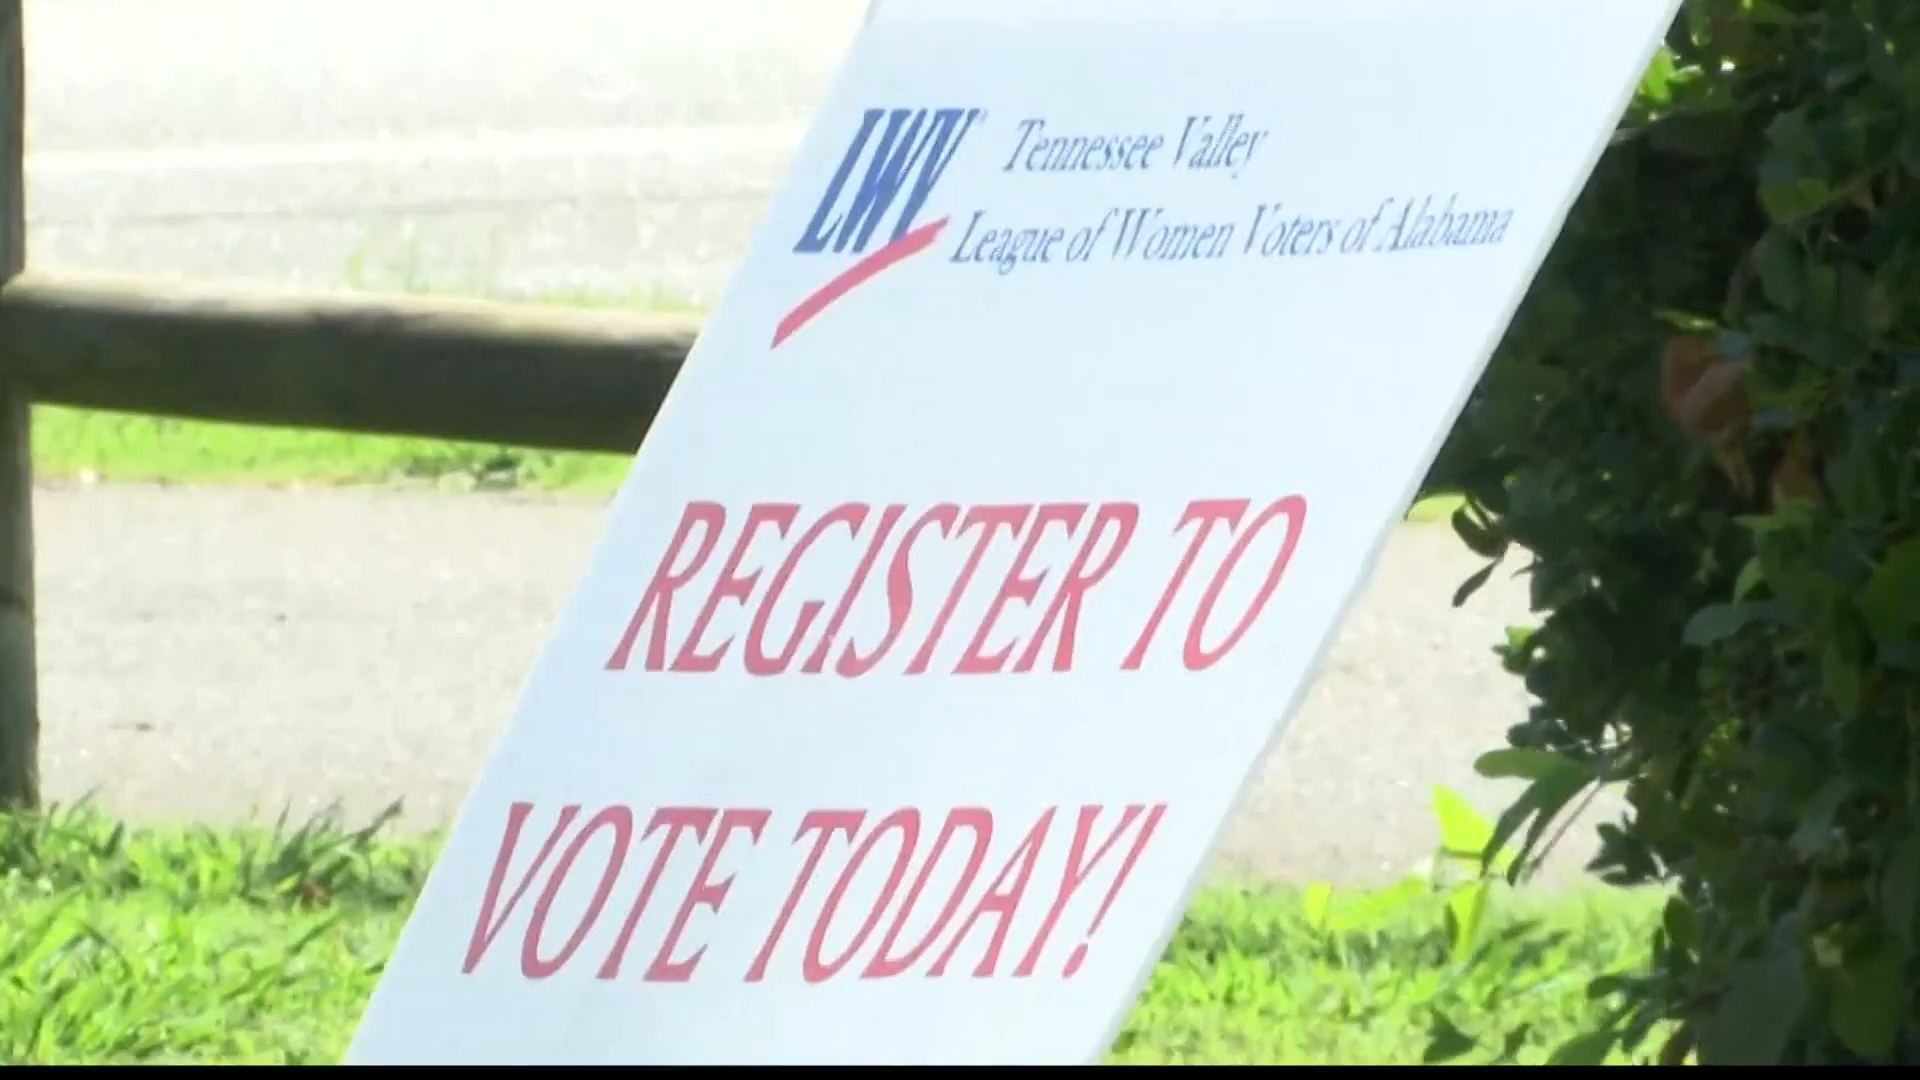 LWV®
Tennessee Valley
League of Women Voters of Alabama
REGISTER TO
VOTE TODAY!